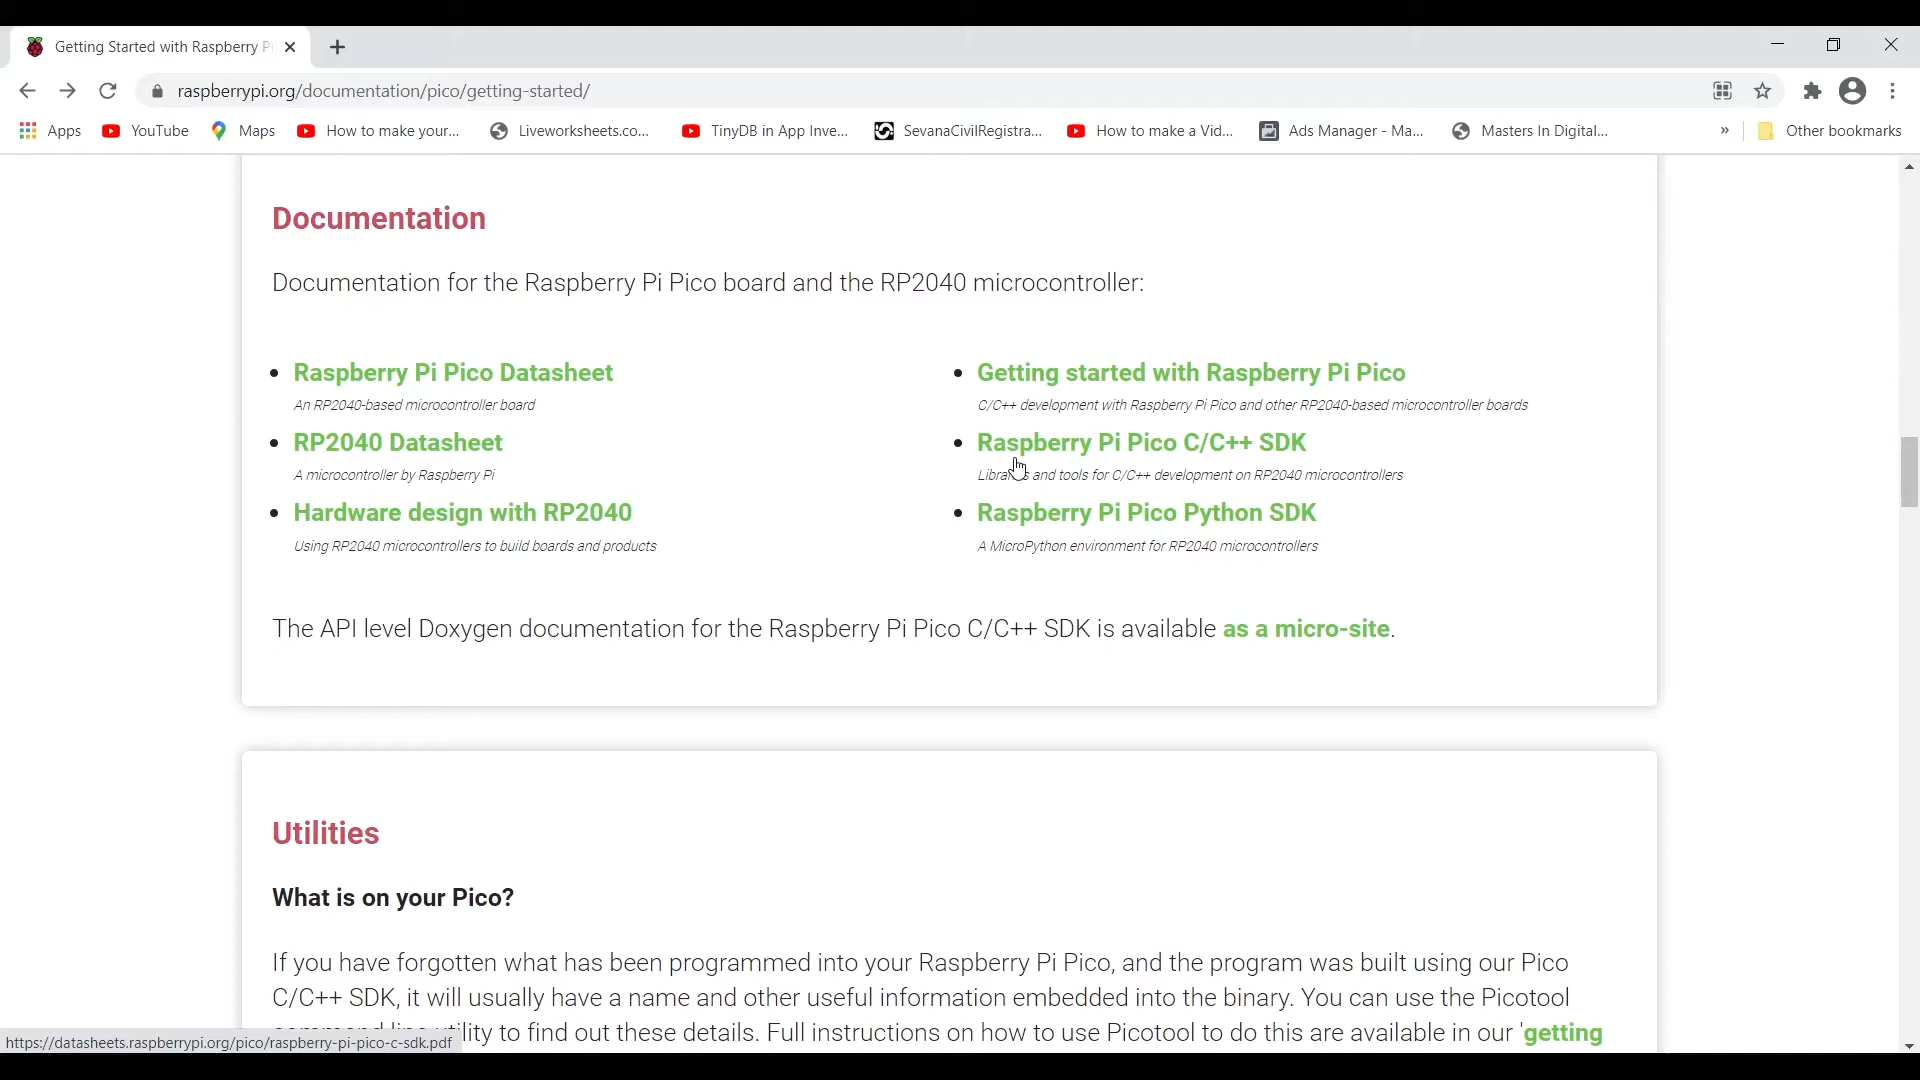 Getting Started with Raspberry P
raspberrypi.org/documentation/pico/getting-started/
Apps YouTube Maps How to make your... Liveworksheets.co... TinyDB in App Inve... SevanaCivilRegistra... How to make a Vid... Ads Manager - Ma... Masters In Digital... » Other bookmarks
Documentation
Documentation for the Raspberry Pi Pico board and the RP2040 microcontroller:
• Raspberry Pi Pico Datasheet
An RP2040-based microcontroller board
• RP2040 Datasheet
A microcontroller by Raspberry Pi
• Hardware design with RP2040
Using RP2040 microcontrollers to build boards and products
• Getting started with Raspberry Pi Pico
C/C++ development with Raspberry Pi Pico and other RP2040-based microcontroller boards
• Raspberry Pi Pico C/C++ SDK
Libraries and tools for C/C++ development on RP2040 microcontrollers
• Raspberry Pi Pico Python SDK
A MicroPython environment for RP2040 microcontrollers
The API level Doxygen documentation for the Raspberry Pi Pico C/C++ SDK is available as a micro-site.
Utilities
What is on your Pico?
If you have forgotten what has been programmed into your Raspberry Pi Pico, and the program was built using our Pico
C/C++ SDK, it will usually have a name and other useful information embedded into the binary. You can use the Picotool
to find out these details. Full instructions on how to use Picotool to do this are available in our 'getting
https://datasheets.raspberrypi.org/pico/raspberry-pi-pico-c-sdk.pdf